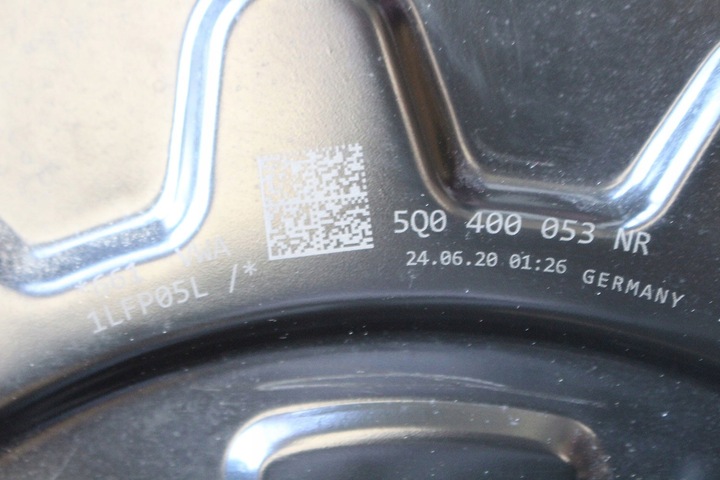 5Q0 400 053 NR
24.06.20 01:26 GERMANY
1LFP05L /*